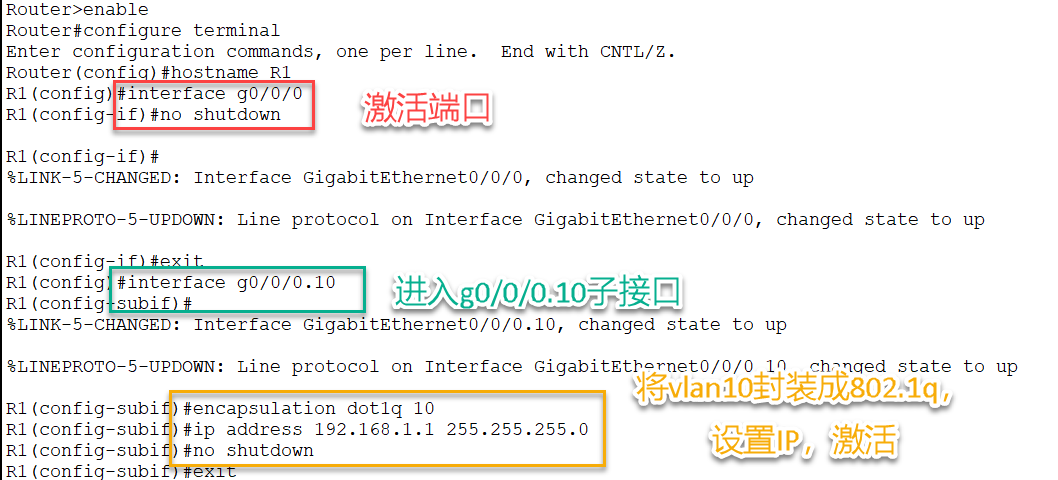 Router>enable
Router#configure terminal
Enter configuration commands, one per line.  End with CNTL/Z.
Router(config)#hostname R1
R1(config)#interface g0/0/0
R1(config-if)#no shutdown
激活端口
R1(config-if)#
%LINK-5-CHANGED: Interface GigabitEthernet0/0/0, changed state to up
%LINEPROTO-5-UPDOWN: Line protocol on Interface GigabitEthernet0/0/0, changed state to up
R1(config-if)#exit
R1(config)#interface g0/0/0.10
R1(config-subif)#
进入g0/0/0.10子接口
%LINK-5-CHANGED: Interface GigabitEthernet0/0/0.10, changed state to up
%LINEPROTO-5-UPDOWN: Line protocol on Interface GigabitEthernet0/0/0.10, changed state to up
将vlan10封装成802.1q,
设置IP，激活
R1(config-subif)#encapsulation dot1q 10
R1(config-subif)#ip address 192.168.1.1 255.255.255.0
R1(config-subif)#no shutdown
R1(config-subif)#exit